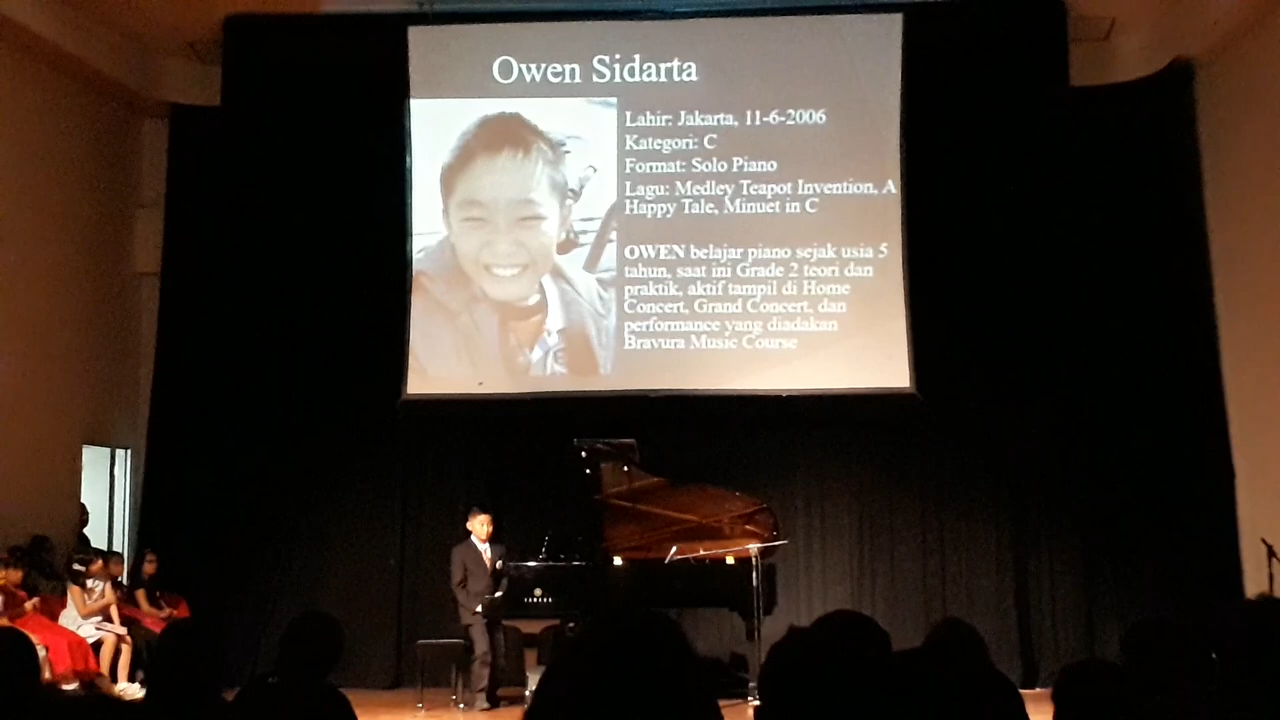 Owen Sidarta
Lahir: Jakarta, 11-6-2006
Kategori: C
Format: Solo Piano
Lagu: Medley Teapot Invention, A
Happy Tale, Minuet in C
OWEN belajar piano sejak usia 5
tahun, saat ini Grade 2 teori dan
praktik, aktif tampil di Home
Concert, Grand Concert, dan
performance yang diadakan
Bravura Music Course
YAMAHA